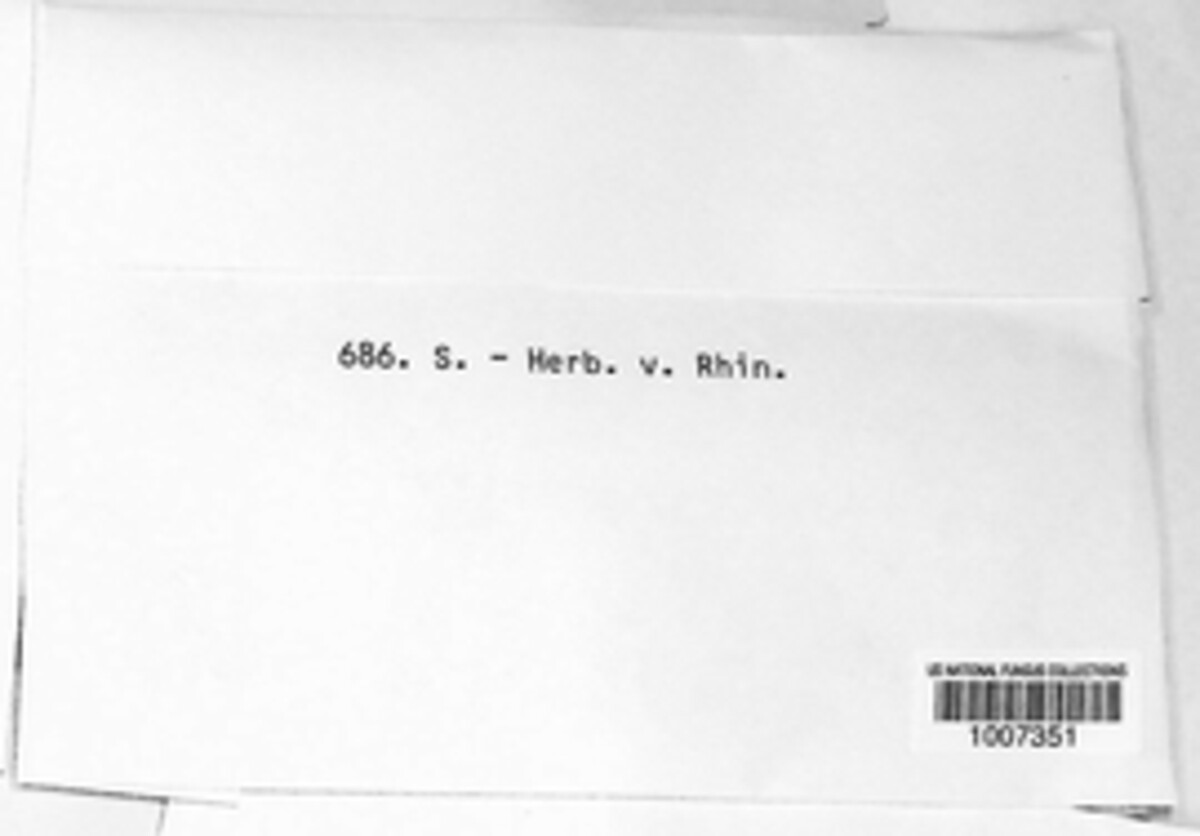 686. S. - Herb. v. Rhin.
US NATIONAL FUNGUS COLLECTIONS
1007351